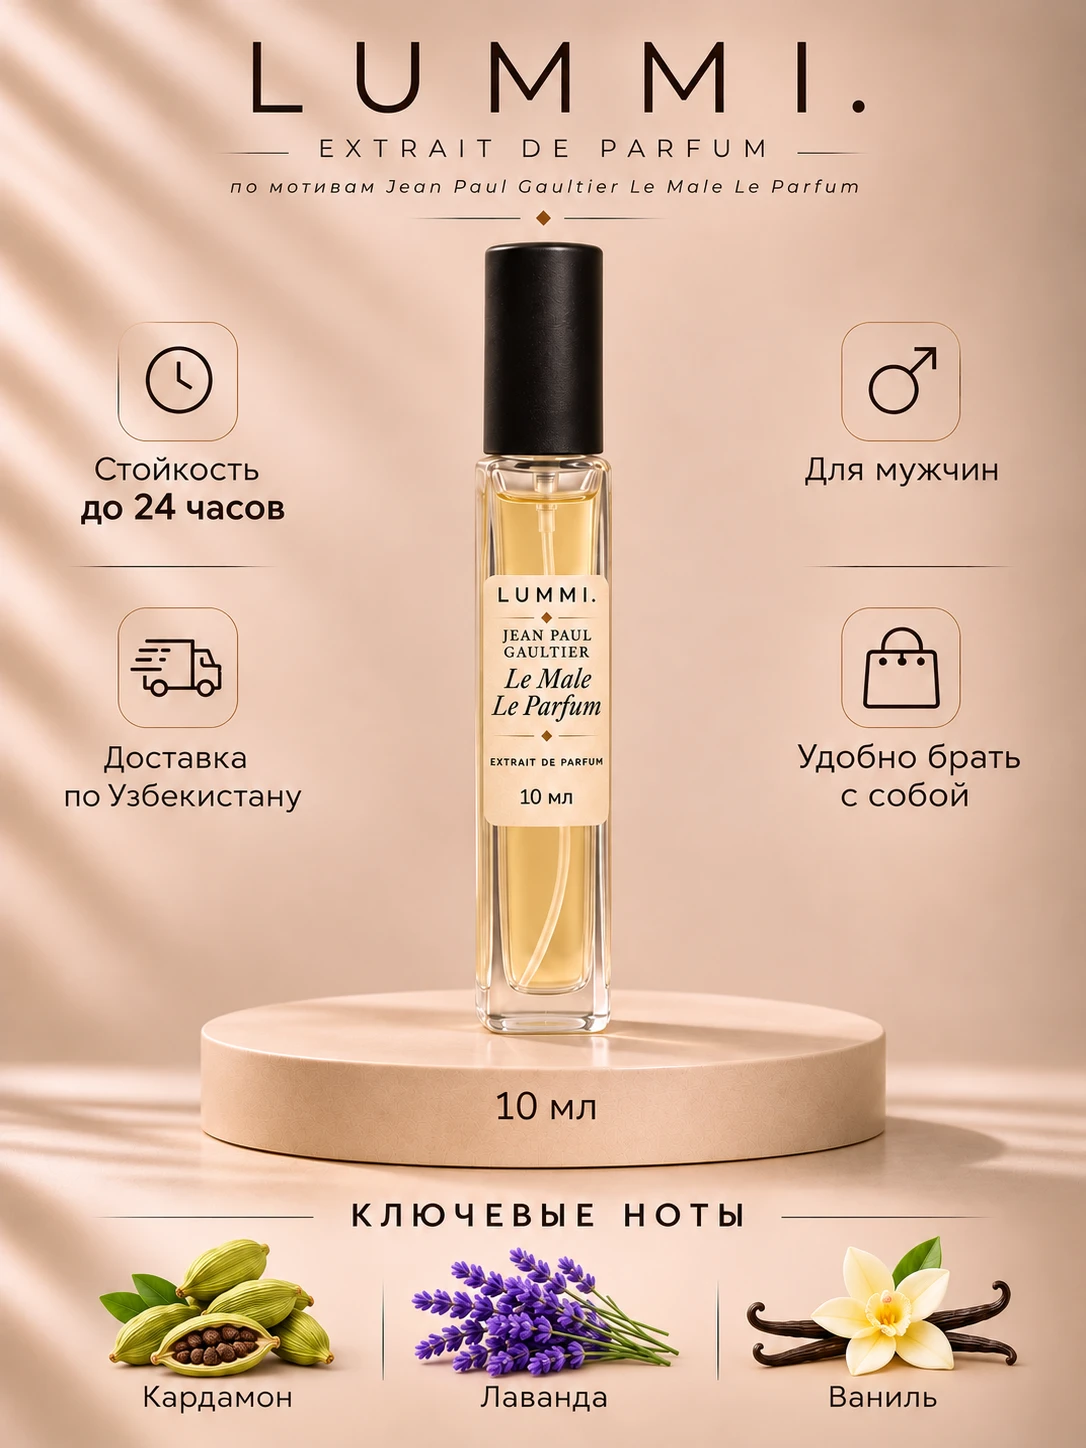 LUMMI.
EXTRAIT DE PARFUM
по мотивам Jean Paul Gaultier Le Male Le Parfum
Стойкость
до 24 часов
Для мужчин
LUMMI.
JEAN PAUL
GAULTIER
Le Male
Le Parfum
EXTRAIT DE PARFUM
10 мл
Доставка
по Узбекистану
Удобно брать
с собой
10 мл
КЛЮЧЕВЫЕ НОТЫ
Кардамон
Лаванда
Ваниль